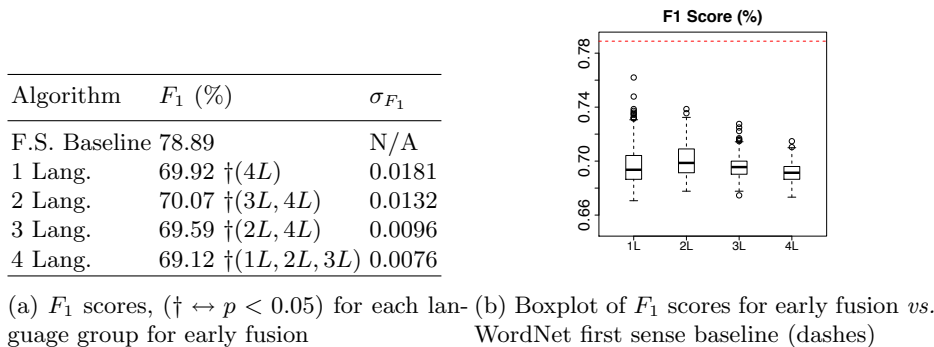 Algorithm F₁ (%) σ_F₁
F.S. Baseline 78.89 N/A
1 Lang. 69.92 †(4L) 0.0181
2 Lang. 70.07 †(3L, 4L) 0.0132
3 Lang. 69.59 †(2L, 4L) 0.0096
4 Lang. 69.12 †(1L, 2L, 3L) 0.0076
(a) F₁ scores, († ↔ p < 0.05) for each lan-
guage group for early fusion
F1 Score (%)
0.78
0.74
0.70
0.66
1L 2L 3L 4L
(b) Boxplot of F₁ scores for early fusion vs.
WordNet first sense baseline (dashes)